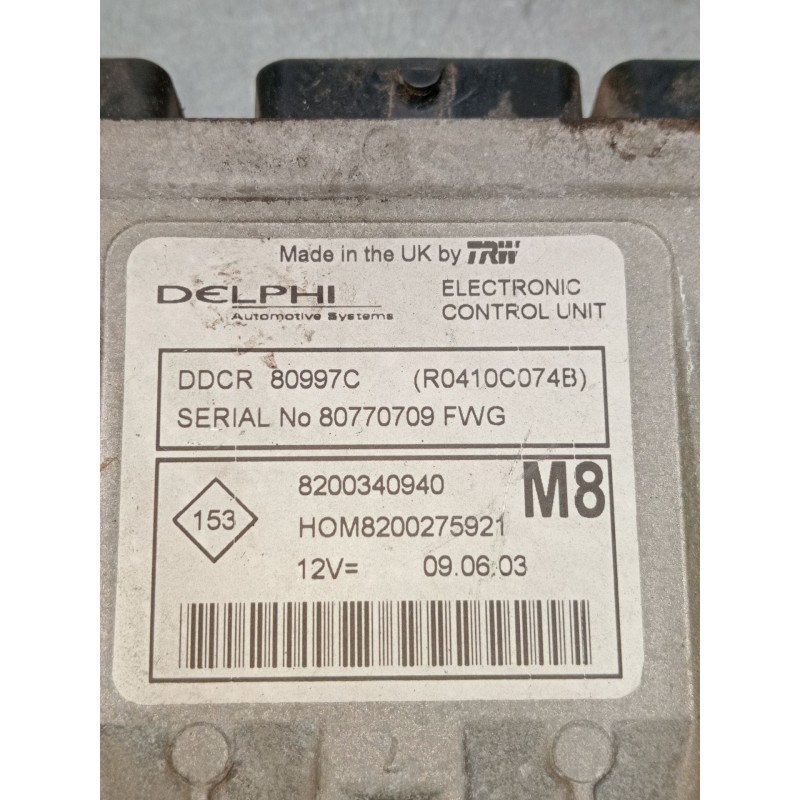 Made in the UK by TRW
DELPHI
Automotive Systems
ELECTRONIC
CONTROL UNIT
DDCR 80997C (R0410C074B)
SERIAL No 80770709 FWG
153
8200340940
M8
HOM8200275921
12V= 09.06.03